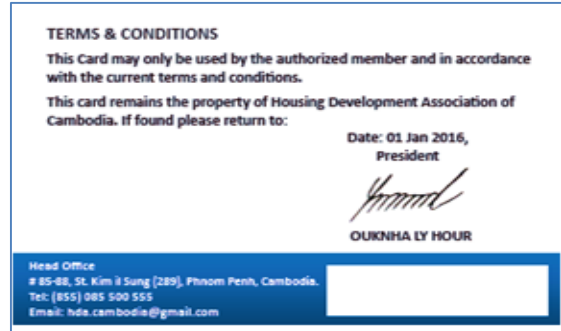 TERMS & CONDITIONS
This Card may only be used by the authorized member and in accordance
with the current terms and conditions.
This card remains the property of Housing Development Association of
Cambodia. If found please return to:
Date: 01 Jan 2016,
President
OUKNHA LY HOUR
Head Office
# 85-88, St. Kim il Sung (289), Phnom Penh, Cambodia.
Tel: (855) 085 500 555
Email: hda.cambodia@gmail.com